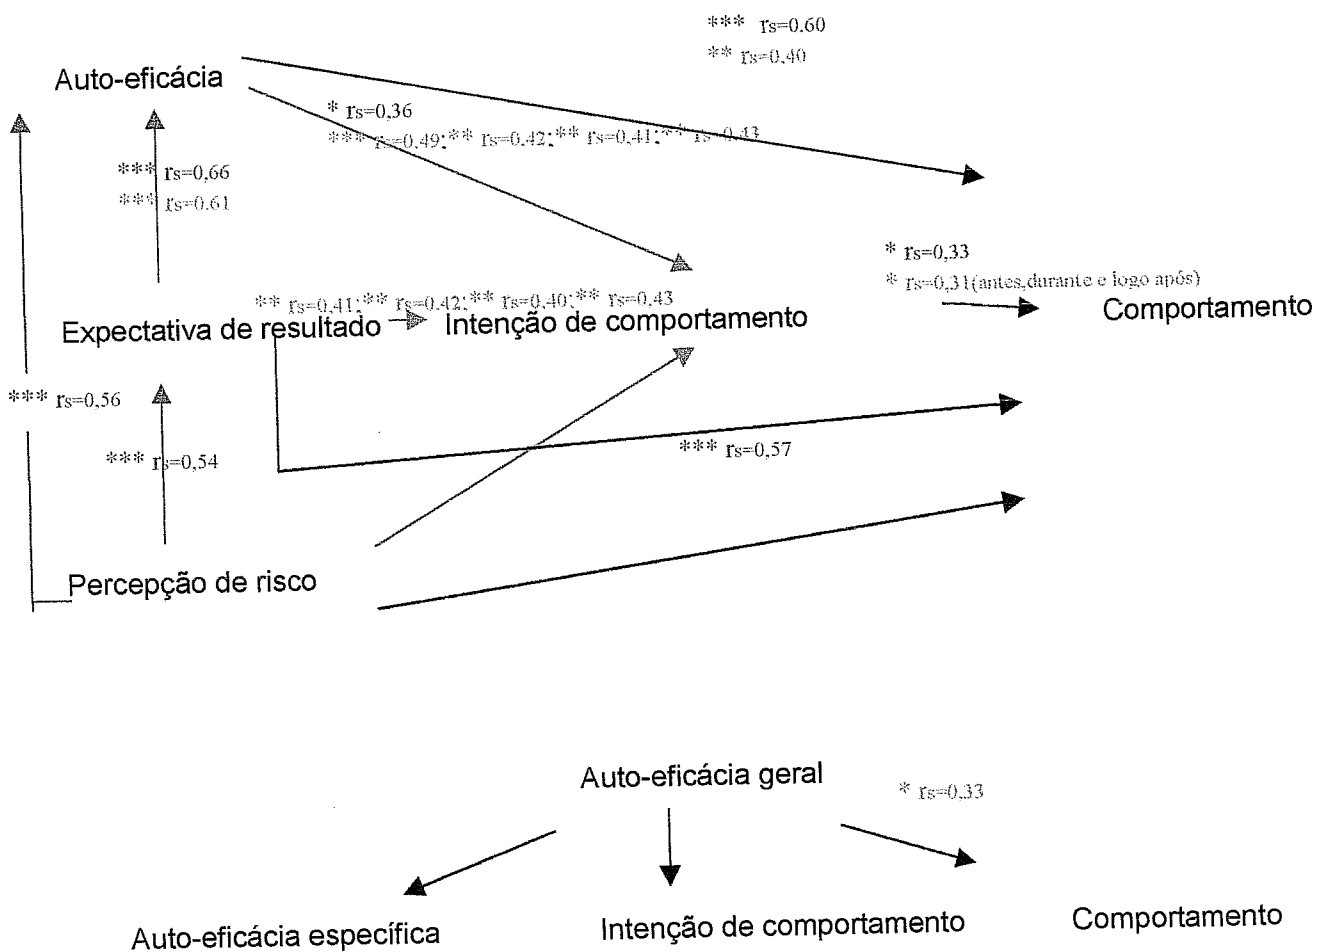 *** rs=0.60
** rs=0.40
Auto-eficácia
* rs=0,36
*** rs=0.49;** rs=0.42;** rs=0.41;** rs=0.43
*** rs=0,66
*** rs=0.61
* rs=0,33
* rs=0,31(antes,durante e logo após)
** rs=0.41;** rs=0.42;** rs=0.40;** rs=0.43
Expectativa de resultado
Intenção de comportamento
Comportamento
*** rs=0,56
*** rs=0,54
*** rs=0,57
Percepção de risco
Auto-eficácia geral
* rs=0,33
Auto-eficácia específica
Intenção de comportamento
Comportamento